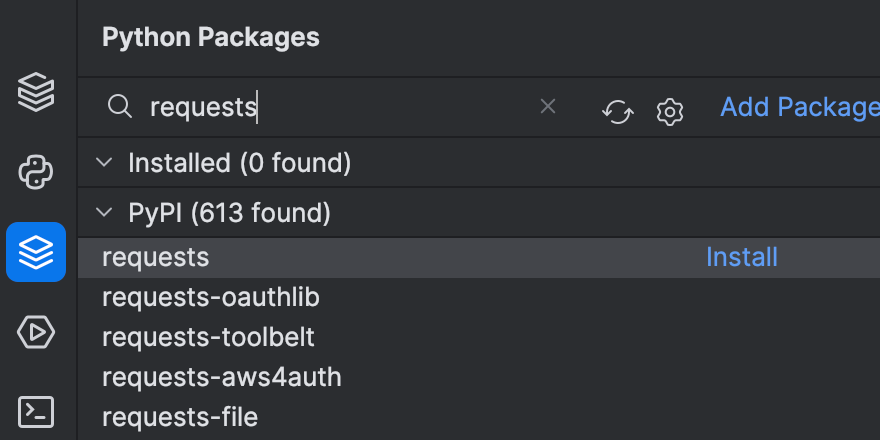 Python Packages
requests Add Package
Installed (0 found)
PyPI (613 found)
requests Install
requests-oauthlib
requests-toolbelt
requests-aws4auth
requests-file